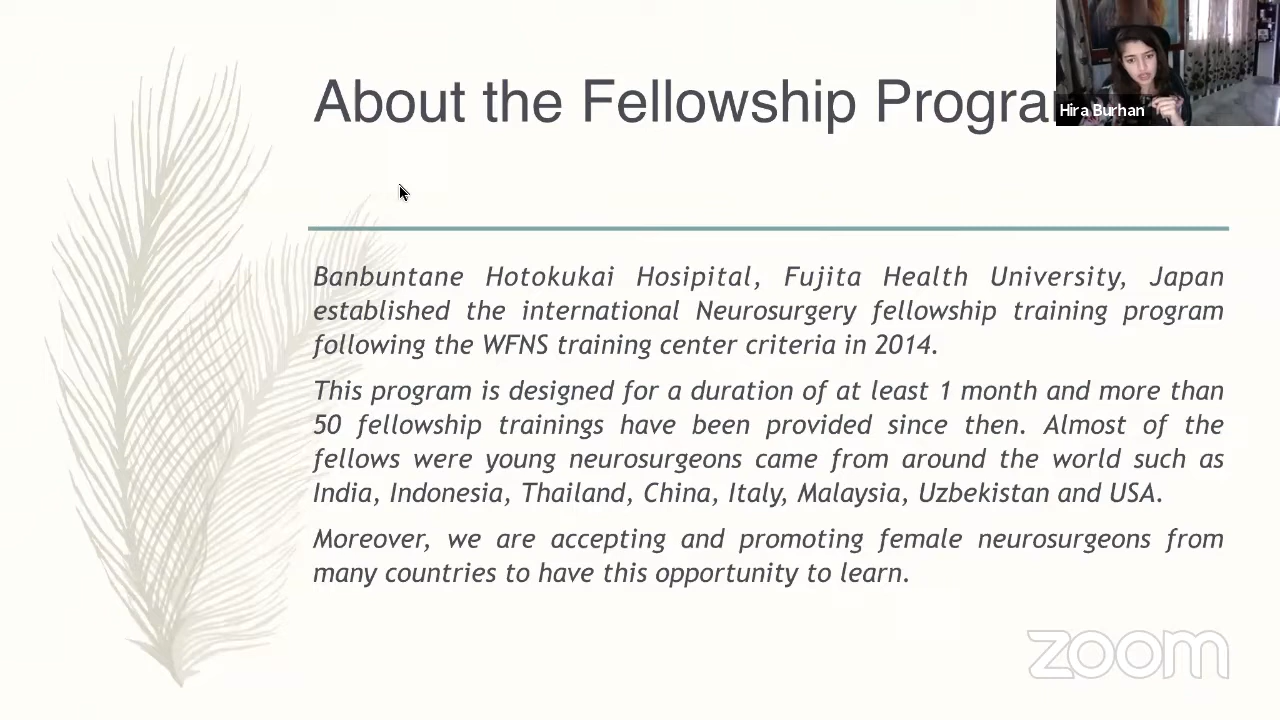 About the Fellowship Progra
Hira Burhan
Banbuntane Hotokukai Hosipital, Fujita Health University, Japan
established the international Neurosurgery fellowship training program
following the WFNS training center criteria in 2014.
This program is designed for a duration of at least 1 month and more than
50 fellowship trainings have been provided since then. Almost of the
fellows were young neurosurgeons came from around the world such as
India, Indonesia, Thailand, China, Italy, Malaysia, Uzbekistan and USA.
Moreover, we are accepting and promoting female neurosurgeons from
many countries to have this opportunity to learn.
zoom